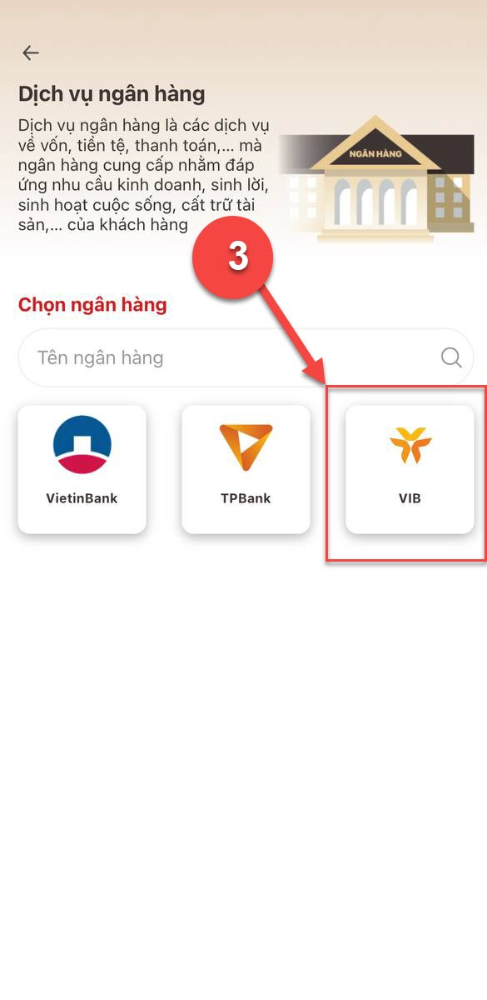 Dịch vụ ngân hàng
Dịch vụ ngân hàng là các dịch vụ
về vốn, tiền tệ, thanh toán,... mà
ngân hàng cung cấp nhằm đáp
ứng nhu cầu kinh doanh, sinh lời,
sinh hoạt cuộc sống, cất trữ tài
sản,... của khách hàng
NGÂN HÀNG
3
Chọn ngân hàng
Tên ngân hàng
VietinBank
TPBank
VIB